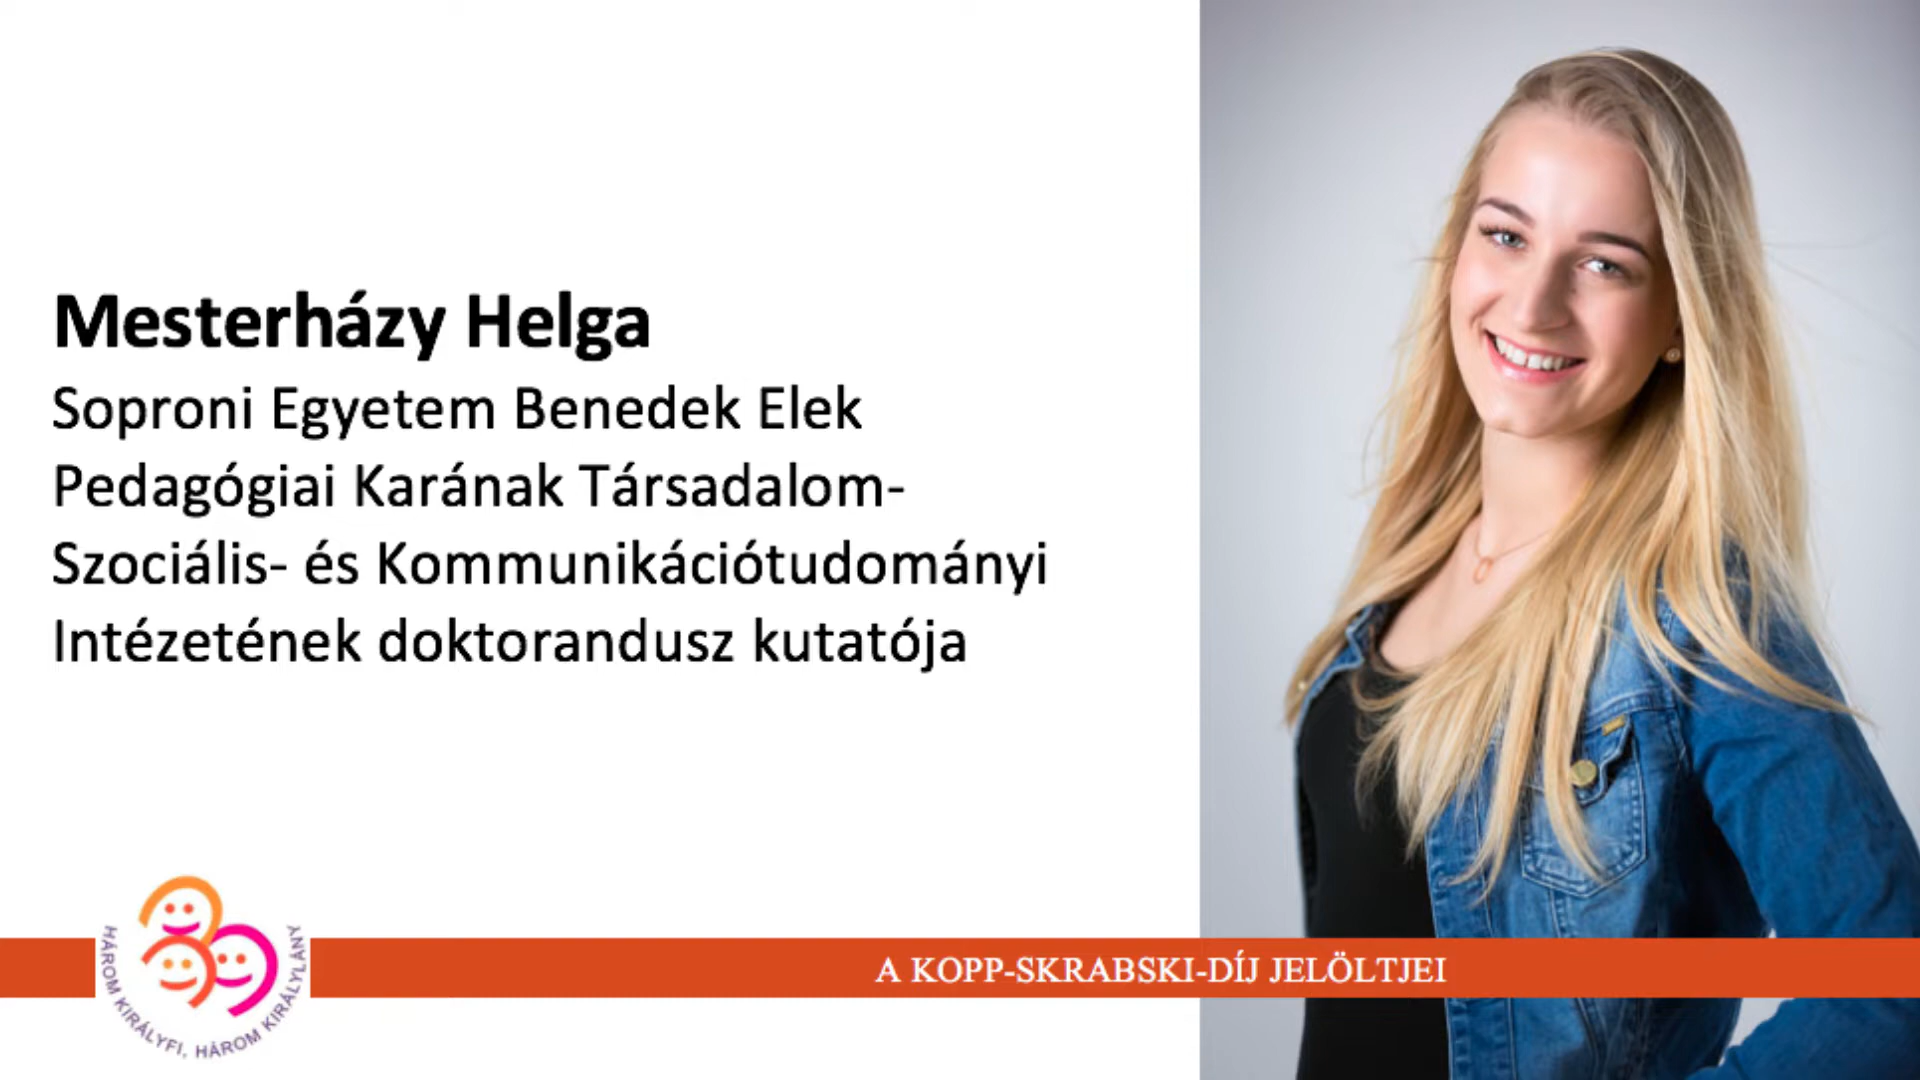 Mesterházy Helga
Soproni Egyetem Benedek Elek
Pedagógiai Karának Társadalom-
Szociális- és Kommunikációtudományi
Intézetének doktorandusz kutatója
HÁROM KIRÁLYFI, HÁROM KIRÁLYLÁNY
A KOPP-SKRABSKI-DÍJ JELÖLTJEI